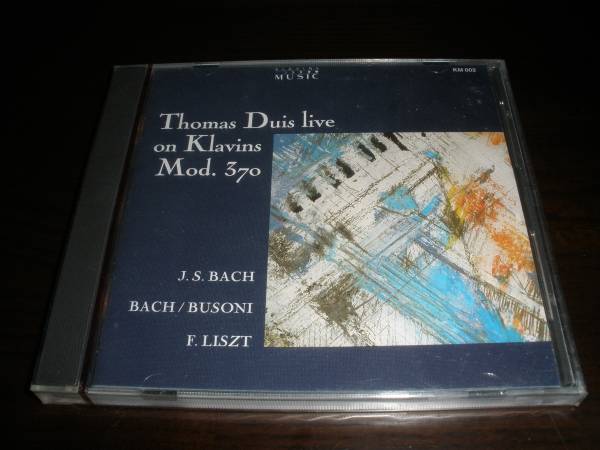 MUSIC
KM 002
Thomas Duis live
on Klavins
Mod. 370
J. S. BACH
BACH / BUSONI
F. LISZT